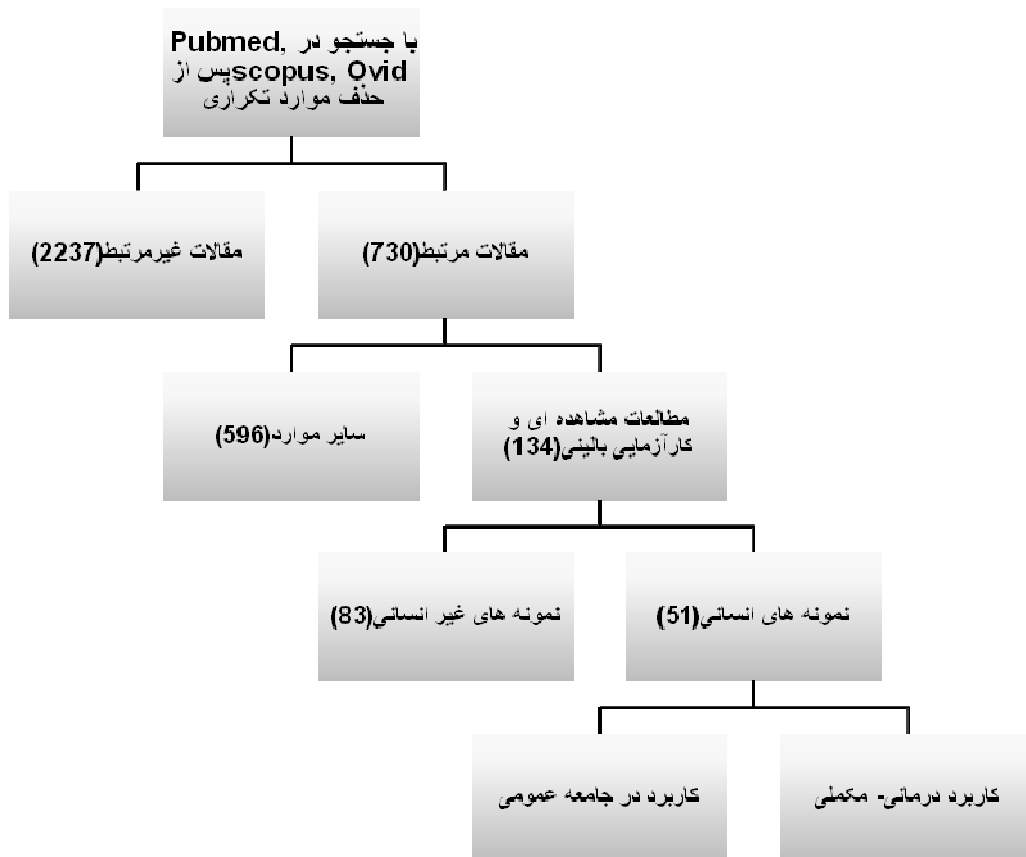 با جستجو در Pubmed,
scopus, Ovidپس از
حذف موارد تکراری
مقالات مرتبط(730)
مقالات غیرمرتبط(2237)
مطالعات مشاهده ای و
کارآزمایی بالینی(134)
سایر موارد(596)
نمونه های انسانی(51)
نمونه های غیر انسانی(83)
کاربرد درمانی- مکملی
کاربرد در جامعه عمومی